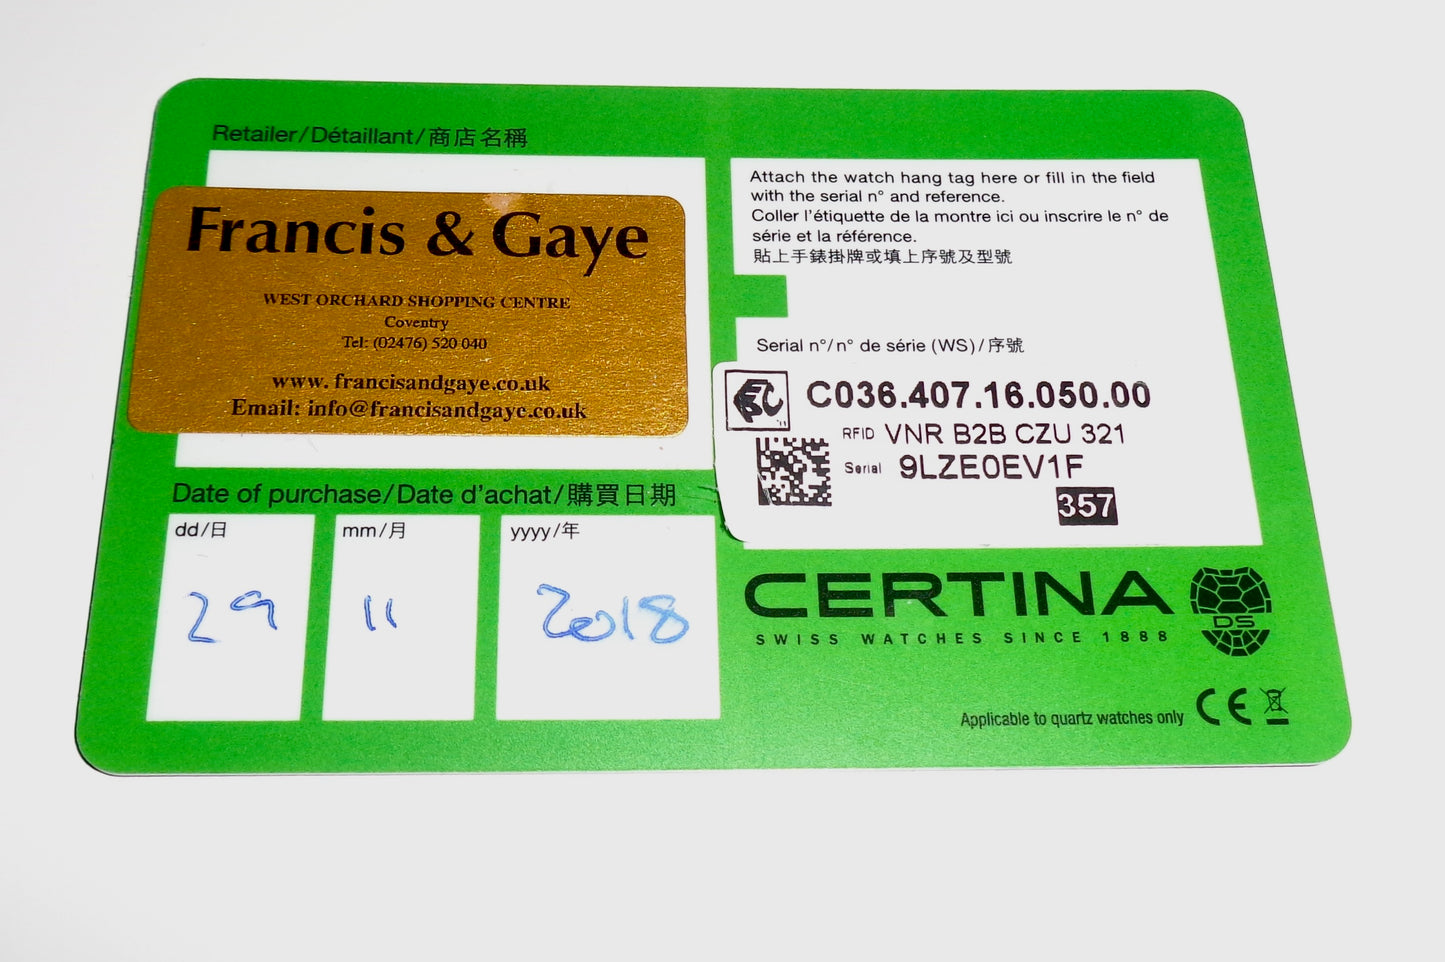 Retailer/Détaillant/商店名稱
Francis & Gaye
WEST ORCHARD SHOPPING CENTRE
Coventry
Tel: (02476) 520 040
www. francisandgaye.co.uk
Email: info@francisandgaye.co.uk
Date of purchase/Date d'achat/購買日期
dd/日
mm/月
yyyy/年
29
11
2018
Attach the watch hang tag here or fill in the field
with the serial n° and reference.
Coller l'étiquette de la montre ici ou inscrire le n° de
série et la référence.
貼上手錶掛牌或填上序號及型號
Serial n°/n° de série (WS)/序號
C036.407.16.050.00
RFID VNR B2B CZU 321
Serial 9LZE0EV1F
357
CERTINA
DS
SWISS WATCHES SINCE 1888
Applicable to quartz watches only CE